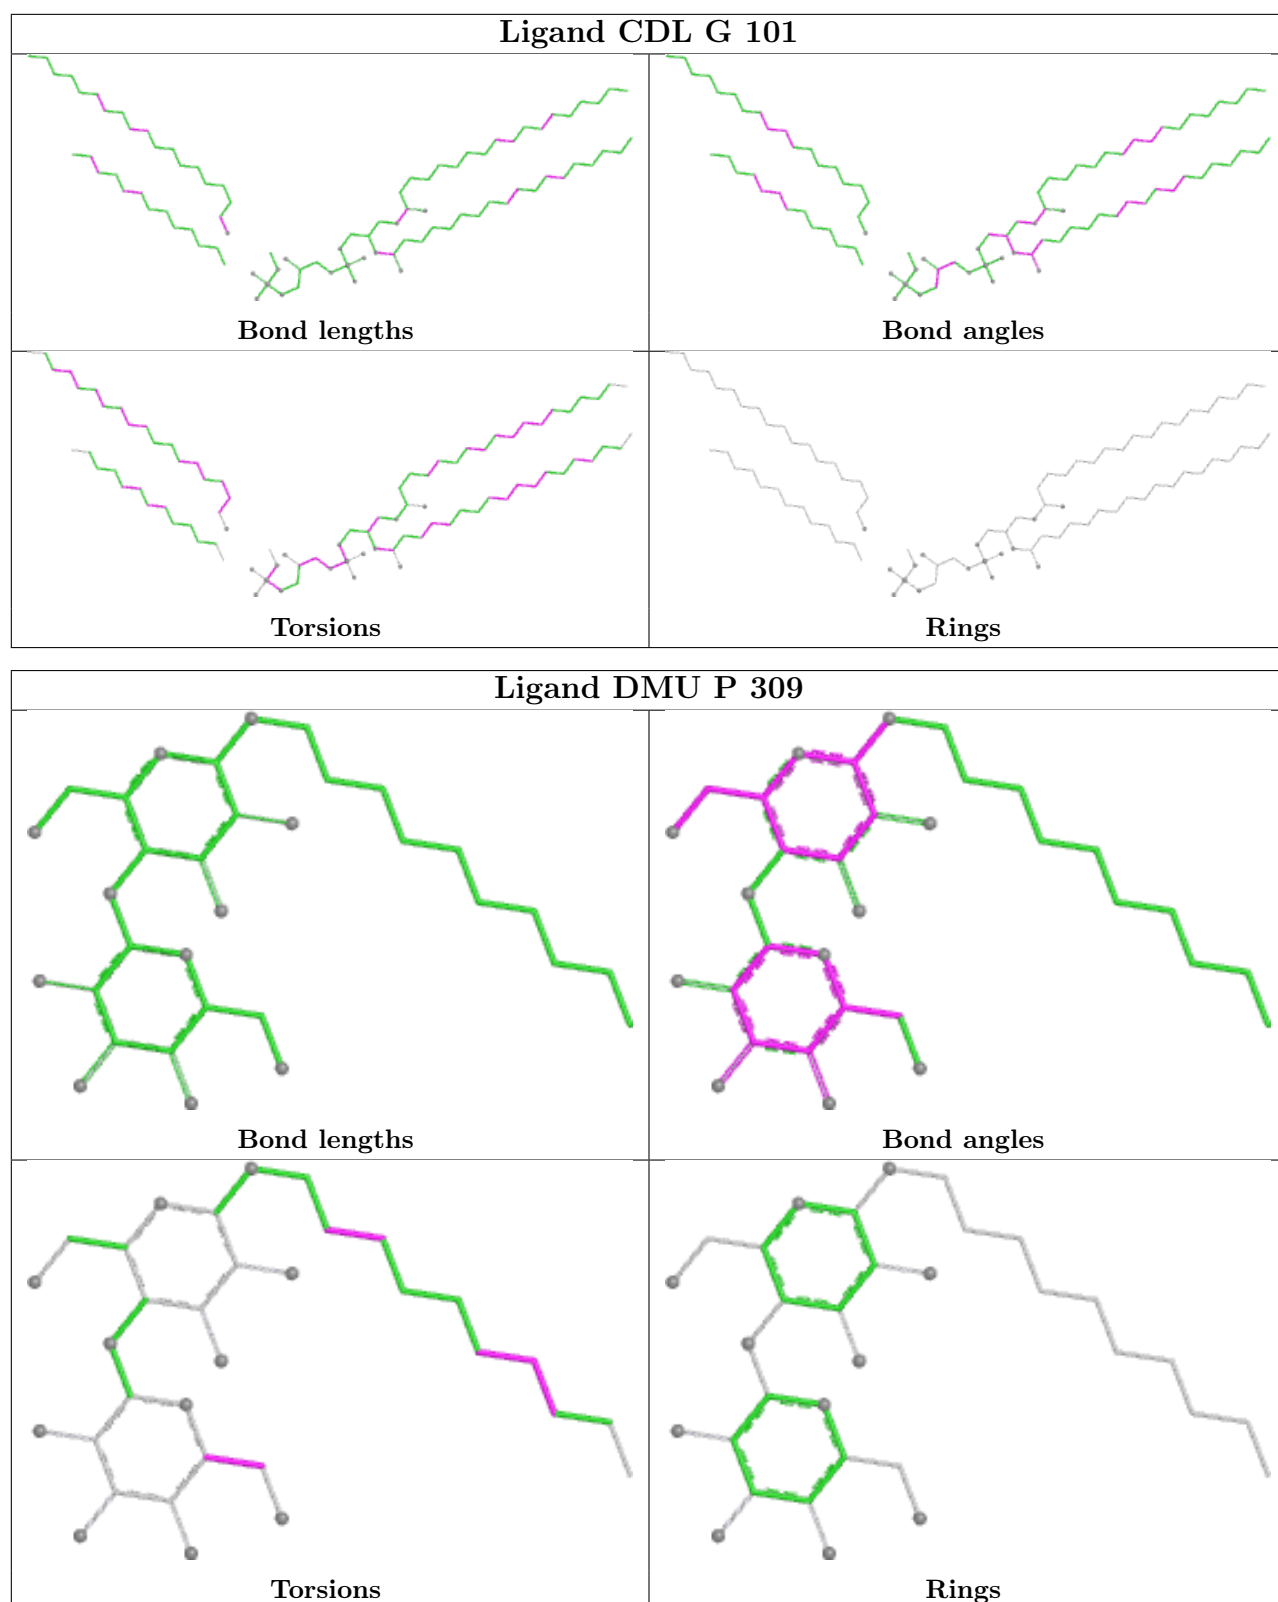 Ligand CDL G 101
Bond lengths
Bond angles
Torsions
Rings
Ligand DMU P 309
Bond lengths
Bond angles
Torsions
Rings